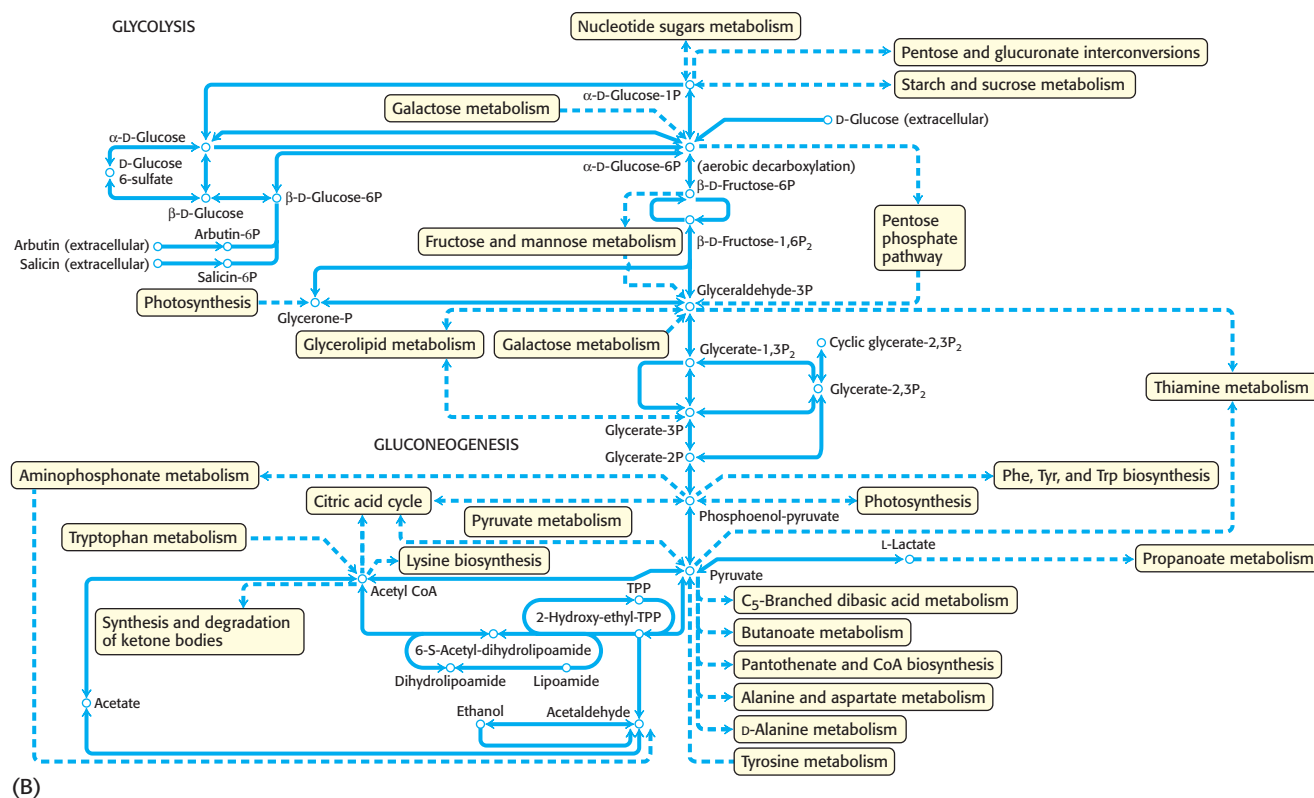 GLYCOLYSIS
Nucleotide sugars metabolism
Pentose and glucuronate interconversions
Starch and sucrose metabolism
α-D-Glucose-1P
Galactose metabolism
D-Glucose (extracellular)
α-D-Glucose
D-Glucose
6-sulfate
α-D-Glucose-6P
(aerobic decarboxylation)
β-D-Fructose-6P
β-D-Glucose
β-D-Glucose-6P
Arbutin-6P
Arbutin (extracellular)
Salicin (extracellular)
Salicin-6P
Fructose and mannose metabolism
β-D-Fructose-1,6P₂
Pentose
phosphate
pathway
Photosynthesis
Glycerone-P
Glyceraldehyde-3P
Glycerolipid metabolism
Galactose metabolism
Glycerate-1,3P₂
Cyclic glycerate-2,3P₂
Glycerate-2,3P₂
Thiamine metabolism
Glycerate-3P
GLUCONEOGENESIS
Glycerate-2P
Aminophosphonate metabolism
Phe, Tyr, and Trp biosynthesis
Citric acid cycle
Photosynthesis
Pyruvate metabolism
Phosphoenol-pyruvate
Tryptophan metabolism
L-Lactate
Lysine biosynthesis
Propanoate metabolism
Acetyl CoA
Pyruvate
TPP
C₅-Branched dibasic acid metabolism
Synthesis and degradation
of ketone bodies
2-Hydroxy-ethyl-TPP
Butanoate metabolism
6-S-Acetyl-dihydrolipoamide
Pantothenate and CoA biosynthesis
Dihydrolipoamide
Lipoamide
Alanine and aspartate metabolism
Acetate
Ethanol
Acetaldehyde
D-Alanine metabolism
Tyrosine metabolism
(B)